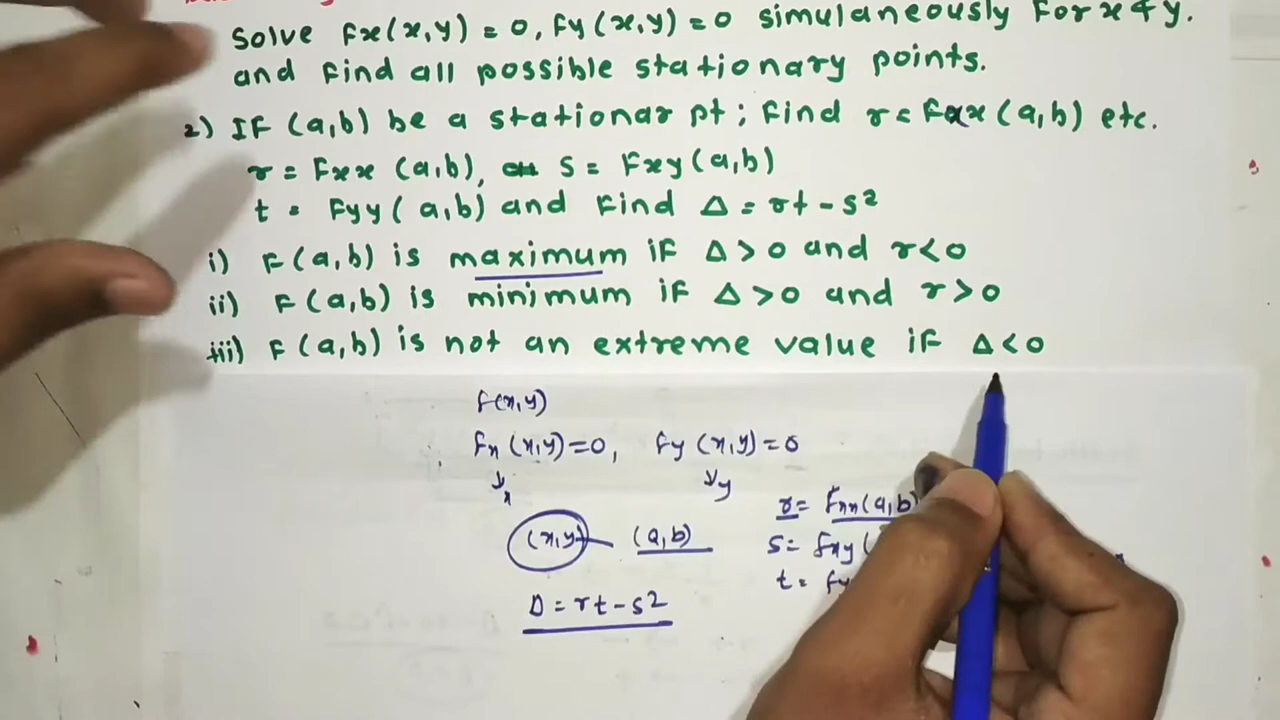 Solve Fx(x,y) = 0, Fy(x,y) = 0 simulaneously For x & y.
and Find all possible stationary points.
2) IF (a,b) be a stationar pt ; Find r = Fxx (a,b) etc.
r = Fxx (a,b), S = Fxy(a,b)
t = Fyy(a,b) and Find Δ = rt - s²
i) F(a,b) is maximum if Δ > 0 and r < 0
ii) F(a,b) is minimum if Δ > 0 and r > 0
iii) F(a,b) is not an extreme value if Δ < 0
F(x,y)
Fx (x,y) = 0, Fy (x,y) = 0
x y
(x,y) (a,b)
r = Fxx(a,b)
S = Fxy (
t = Fy
D = rt - s²